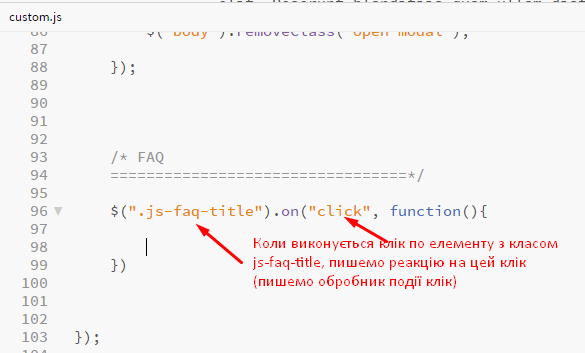 custom.js
86 $("body").removeClass("open-modal");
87
88 });
89
90
91
92
93 /* FAQ
94 =================================*/
95
96 $(".js-faq-title").on("click", function(){
97
98
99 })
Коли виконується клік по елементу з класом
js-faq-title, пишемо реакцію на цей клік
(пишемо обробник події клік)
100
101
102
103 });